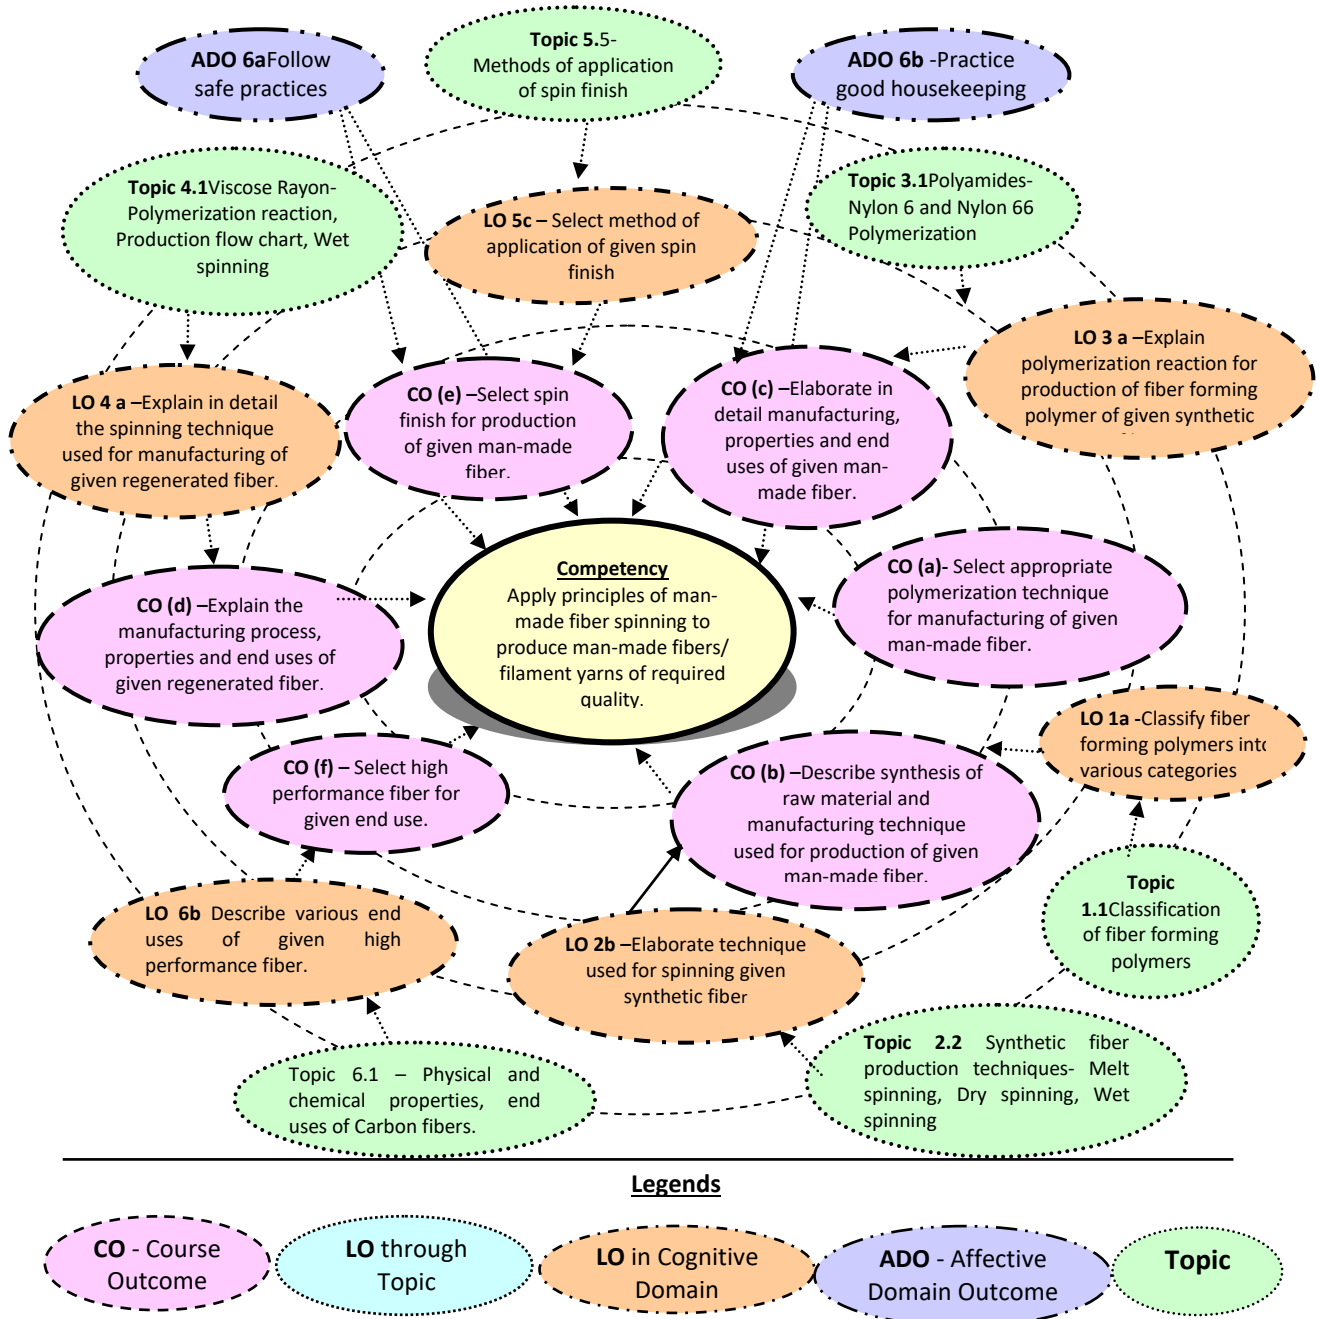 ADO 6aFollow
safe practices
Topic 5.5-
Methods of application
of spin finish
ADO 6b -Practice
good housekeeping
Topic 4.1Viscose Rayon-
Polymerization reaction,
Production flow chart, Wet
spinning
LO 5c – Select method of
application of given spin
finish
Topic 3.1Polyamides-
Nylon 6 and Nylon 66
Polymerization
LO 4 a –Explain in detail
the spinning technique
used for manufacturing of
given regenerated fiber.
CO (e) –Select spin
finish for production
of given man-made
fiber.
CO (c) –Elaborate in
detail manufacturing,
properties and end
uses of given man-
made fiber.
LO 3 a –Explain
polymerization reaction for
production of fiber forming
polymer of given synthetic
CO (d) –Explain the
manufacturing process,
properties and end uses of
given regenerated fiber.
Competency
Apply principles of man-
made fiber spinning to
produce man-made fibers/
filament yarns of required
quality.
CO (a)- Select appropriate
polymerization technique
for manufacturing of given
man-made fiber.
CO (f) – Select high
performance fiber for
given end use.
CO (b) –Describe synthesis of
raw material and
manufacturing technique
used for production of given
man-made fiber.
LO 1a -Classify fiber
forming polymers into
various categories
LO 6b Describe various end
uses of given high
performance fiber.
LO 2b –Elaborate technique
used for spinning given
synthetic fiber
Topic
1.1Classification
of fiber forming
polymers
Topic 6.1 – Physical and
chemical properties, end
uses of Carbon fibers.
Topic 2.2 Synthetic fiber
production techniques- Melt
spinning, Dry spinning, Wet
spinning
Legends
CO - Course
Outcome
LO through
Topic
LO in Cognitive
Domain
ADO - Affective
Domain Outcome
Topic